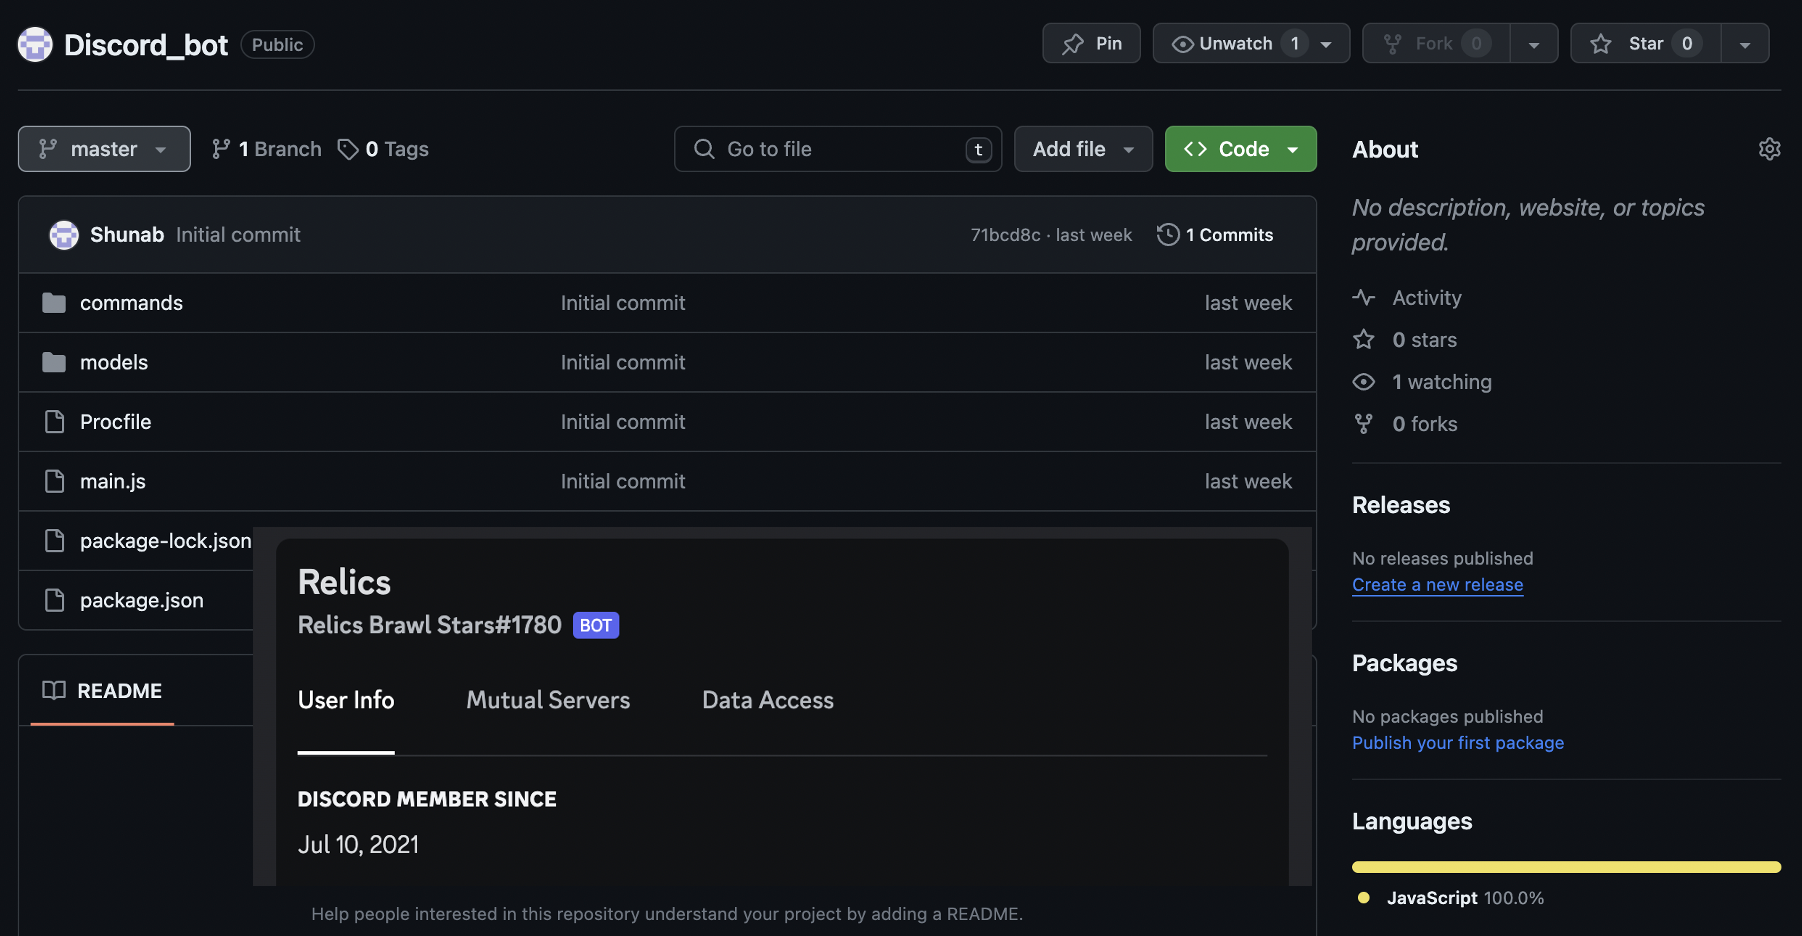 Discord_bot Public
Pin
Unwatch 1
Fork 0
Star 0
master
1 Branch
0 Tags
Go to file t
Add file
Code
Shunab Initial commit
71bcd8c · last week
1 Commits
commands Initial commit last week
models Initial commit last week
Procfile Initial commit last week
main.js Initial commit last week
package-lock.json
package.json
README
Relics
Relics Brawl Stars#1780 BOT
User Info Mutual Servers Data Access
DISCORD MEMBER SINCE
Jul 10, 2021
Help people interested in this repository understand your project by adding a README.
About
No description, website, or topics
provided.
Activity
0 stars
1 watching
0 forks
Releases
No releases published
Create a new release
Packages
No packages published
Publish your first package
Languages
JavaScript 100.0%